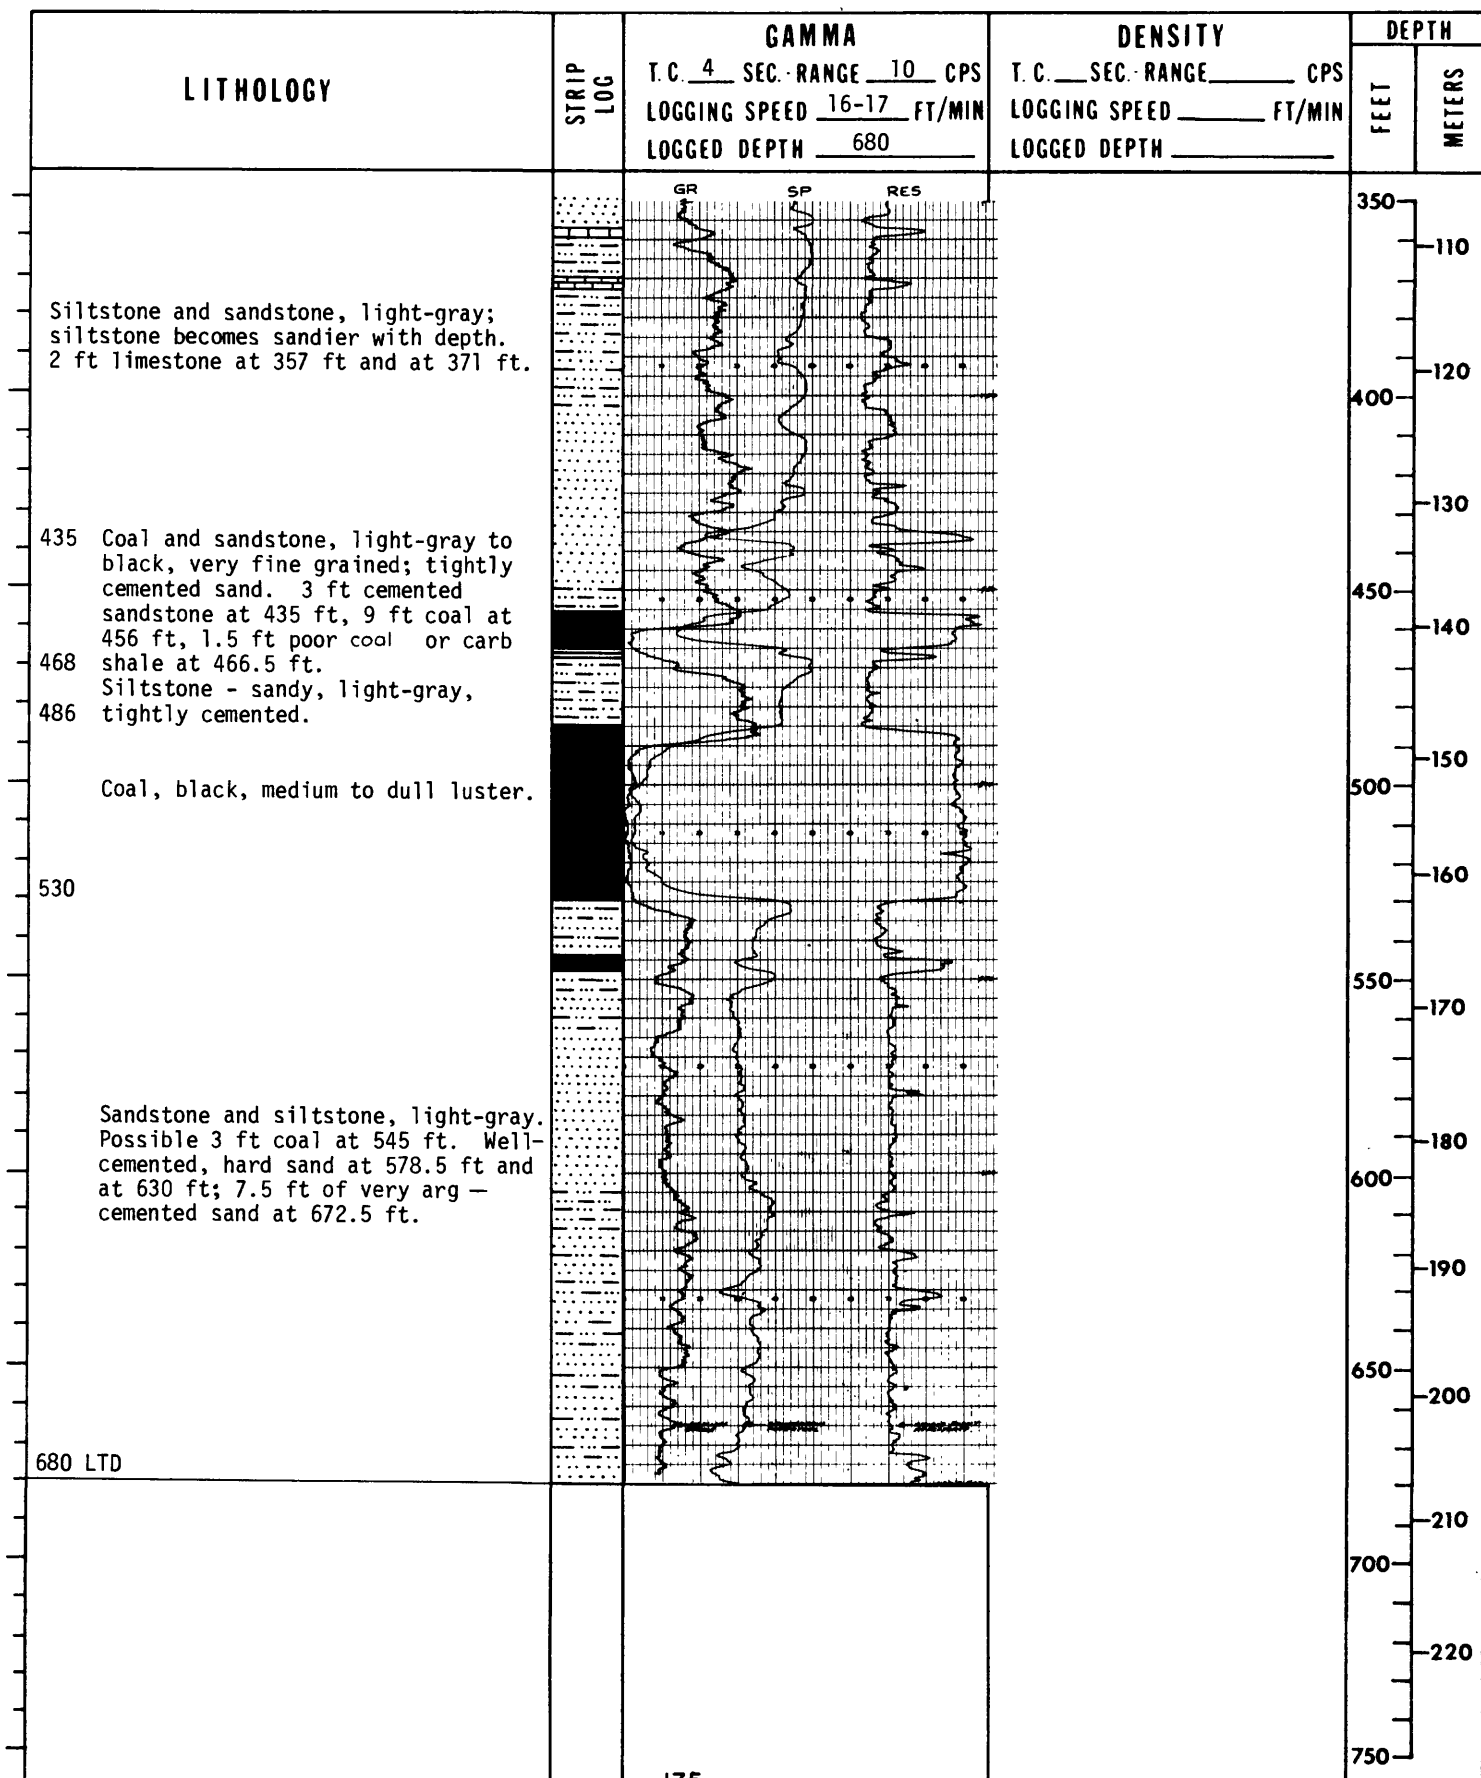 LITHOLOGY
STRIP LOG
GAMMA
T.C. 4 SEC.·RANGE 10 CPS
LOGGING SPEED 16-17 FT/MIN
LOGGED DEPTH 680
DENSITY
T.C. SEC.·RANGE CPS
LOGGING SPEED FT/MIN
LOGGED DEPTH
DEPTH
FEET
METERS
GR SP RES
Siltstone and sandstone, light-gray;
siltstone becomes sandier with depth.
2 ft limestone at 357 ft and at 371 ft.
435 Coal and sandstone, light-gray to
black, very fine grained; tightly
cemented sand. 3 ft cemented
sandstone at 435 ft, 9 ft coal at
456 ft, 1.5 ft poor coal or carb
468 shale at 466.5 ft.
Siltstone - sandy, light-gray,
486 tightly cemented.
Coal, black, medium to dull luster.
530
Sandstone and siltstone, light-gray.
Possible 3 ft coal at 545 ft. Well-
cemented, hard sand at 578.5 ft and
at 630 ft; 7.5 ft of very arg —
cemented sand at 672.5 ft.
680 LTD
350
110
120
400
130
450
140
150
500
160
550
170
180
600
190
650
200
210
700
220
750